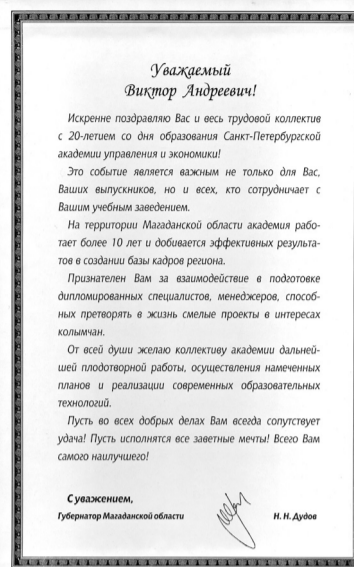 Уважаемый
Виктор Андреевич!
Искренне поздравляю Вас и весь трудовой коллектив
с 20-летием со дня образования Санкт-Петербургской
академии управления и экономики!
Это событие является важным не только для Вас,
Ваших выпускников, но и всех, кто сотрудничает с
Вашим учебным заведением.
На территории Магаданской области академия рабо-
тает более 10 лет и добивается эффективных результа-
тов в создании базы кадров региона.
Признателен Вам за взаимодействие в подготовке
дипломированных специалистов, менеджеров, способ-
ных претворять в жизнь смелые проекты в интересах
колымчан.
От всей души желаю коллективу академии дальней-
шей плодотворной работы, осуществления намеченных
планов и реализации современных образовательных
технологий.
Пусть во всех добрых делах Вам всегда сопутствует
удача! Пусть исполнятся все заветные мечты! Всего Вам
самого наилучшего!
С уважением,
Губернатор Магаданской области Н. Н. Дудов